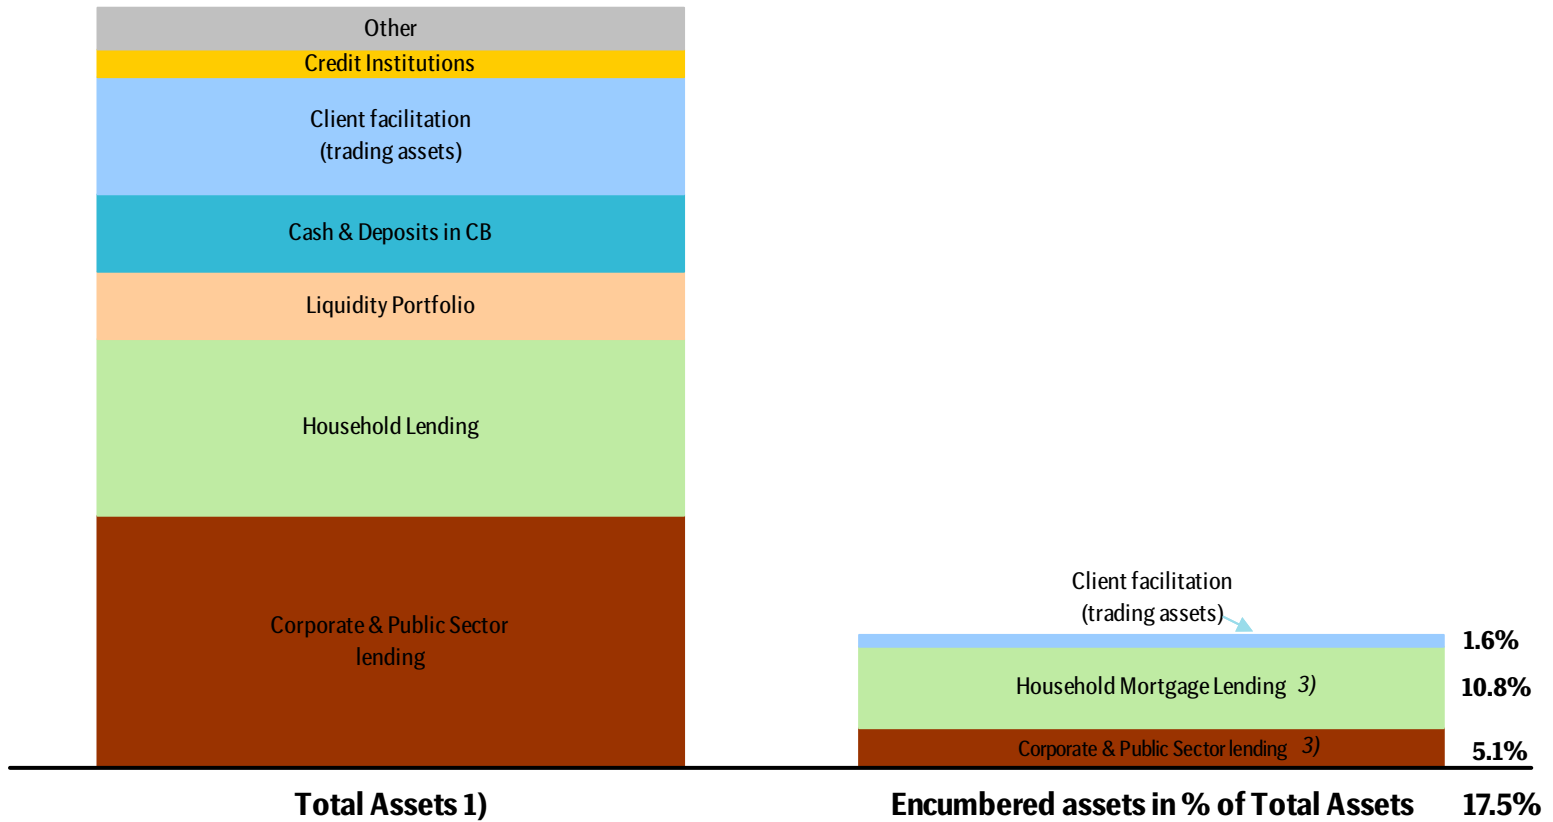 Other
Credit Institutions
Client facilitation
(trading assets)
Cash & Deposits in CB
Liquidity Portfolio
Household Lending
Corporate & Public Sector
lending
Client facilitation
(trading assets)
1.6%
Household Mortgage Lending 3)
10.8%
Corporate & Public Sector lending 3)
5.1%
Total Assets 1)
Encumbered assets in % of Total Assets 17.5%